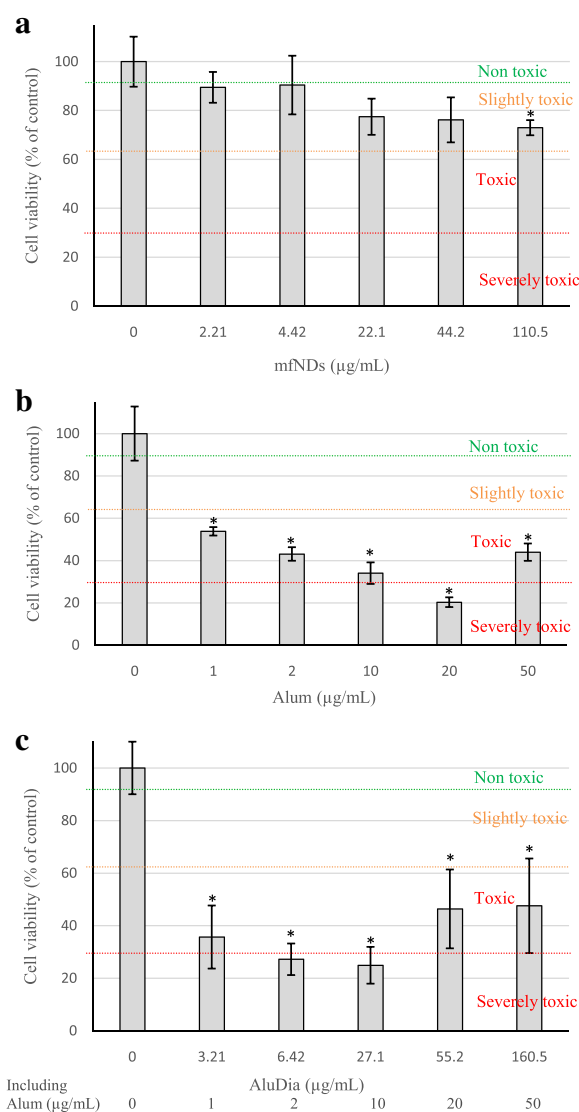 a
Cell viability (% of control)
100
80
60
40
20
0
Non toxic
Slightly toxic
*
Toxic
Severely toxic
0 2.21 4.42 22.1 44.2 110.5
mfNDs (µg/mL)
b
Cell viability (% of control)
100
80
60
40
20
0
Non toxic
Slightly toxic
* * * * *
Toxic
Severely toxic
0 1 2 10 20 50
Alum (µg/mL)
c
Cell viability (% of control)
100
80
60
40
20
0
Non toxic
Slightly toxic
* * * * *
Toxic
Severely toxic
0 3.21 6.42 27.1 55.2 160.5
Including AluDia (µg/mL)
Alum (µg/mL) 0 1 2 10 20 50